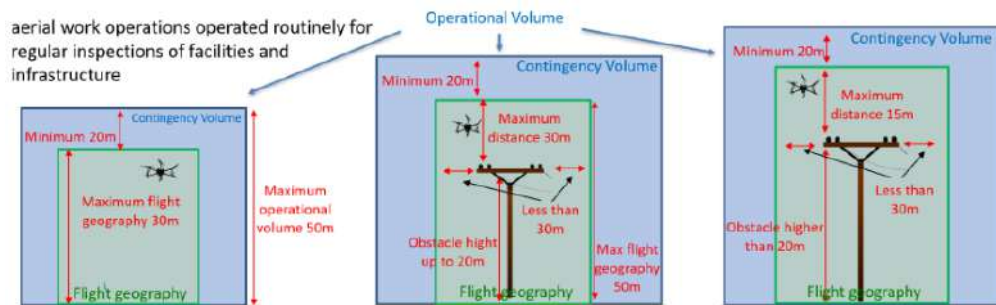 aerial work operations operated routinely for
regular inspections of facilities and
infrastructure
Operational Volume
Contingency Volume
Minimum 20m
Maximum flight
geography 30m
Flight geography
Maximum
operational
volume 50m
Contingency Volume
Minimum 20m
Maximum
distance 30m
Less than
30m
Obstacle hight
up to 20m
Max flight
geography
50m
Flight geography
Contingency Volume
Minimum 20m
Maximum
distance 15m
Less than
30m
Obstacle higher
than 20m
Flight geography